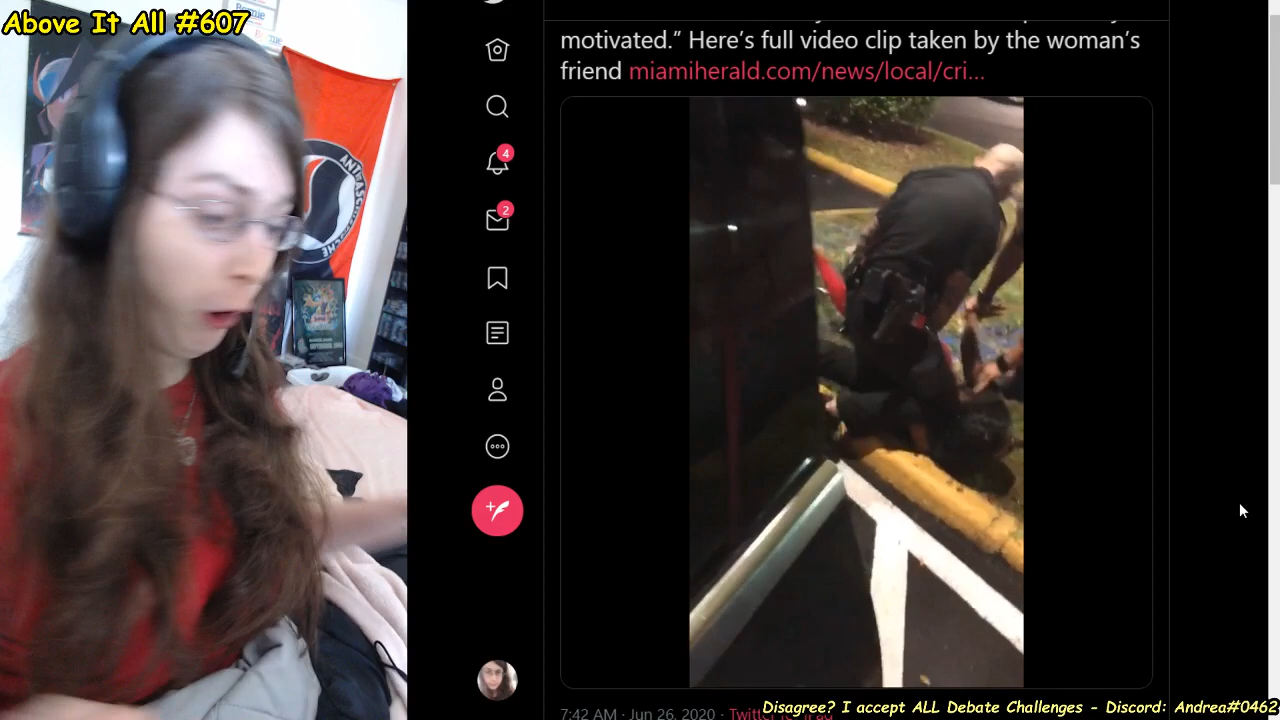 Above It All #607
Bernie
motivated.“ Here’s full video clip taken by the woman’s
friend miamiherald.com/news/local/cri…
4
2
7:42 AM · Jun 26, 2020 ·
Disagree? I accept ALL Debate Challenges - Discord: Andrea#0462